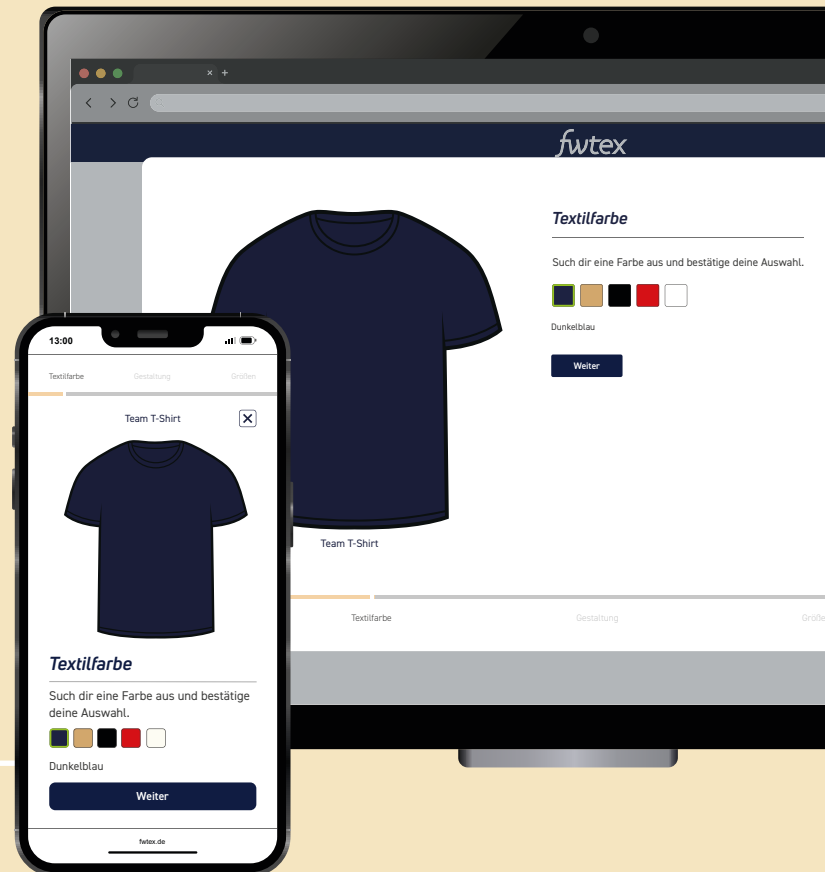 × +
fwtex
Textilfarbe
Such dir eine Farbe aus und bestätige deine Auswahl.
Dunkelblau
Weiter
Team T-Shirt
Textilfarbe
Gestaltung
Größe
13:00
Textilfarbe
Gestaltung
Größen
Team T-Shirt
Textilfarbe
Such dir eine Farbe aus und bestätige
deine Auswahl.
Dunkelblau
Weiter
fwtex.de